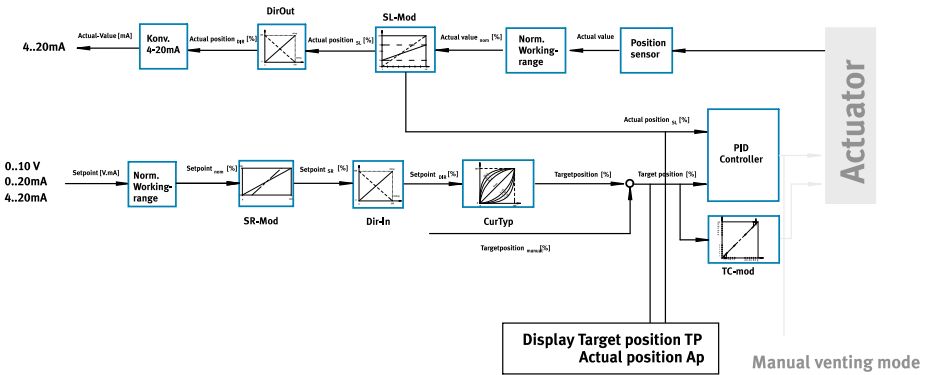 DirOut
SL-Mod
4..20mA
Actual-Value [mA]
Konv.
4-20mA
Actual position DIR [%]
Actual position SL [%]
Actual value nom [%]
Norm.
Working-
range
Actual value
Position
sensor
Actuator
Actual position SL [%]
PID
Controller
0..10 V
0..20mA
4..20mA
Setpoint [V.mA]
Norm.
Working-
range
Setpoint nom [%]
SR-Mod
Setpoint SR [%]
Dir-In
Setpoint DIR [%]
CurTyp
Targetposition [%]
Target position [%]
Targetposition manual [%]
TC-mod
Display Target position TP
Actual position Ap
Manual venting mode